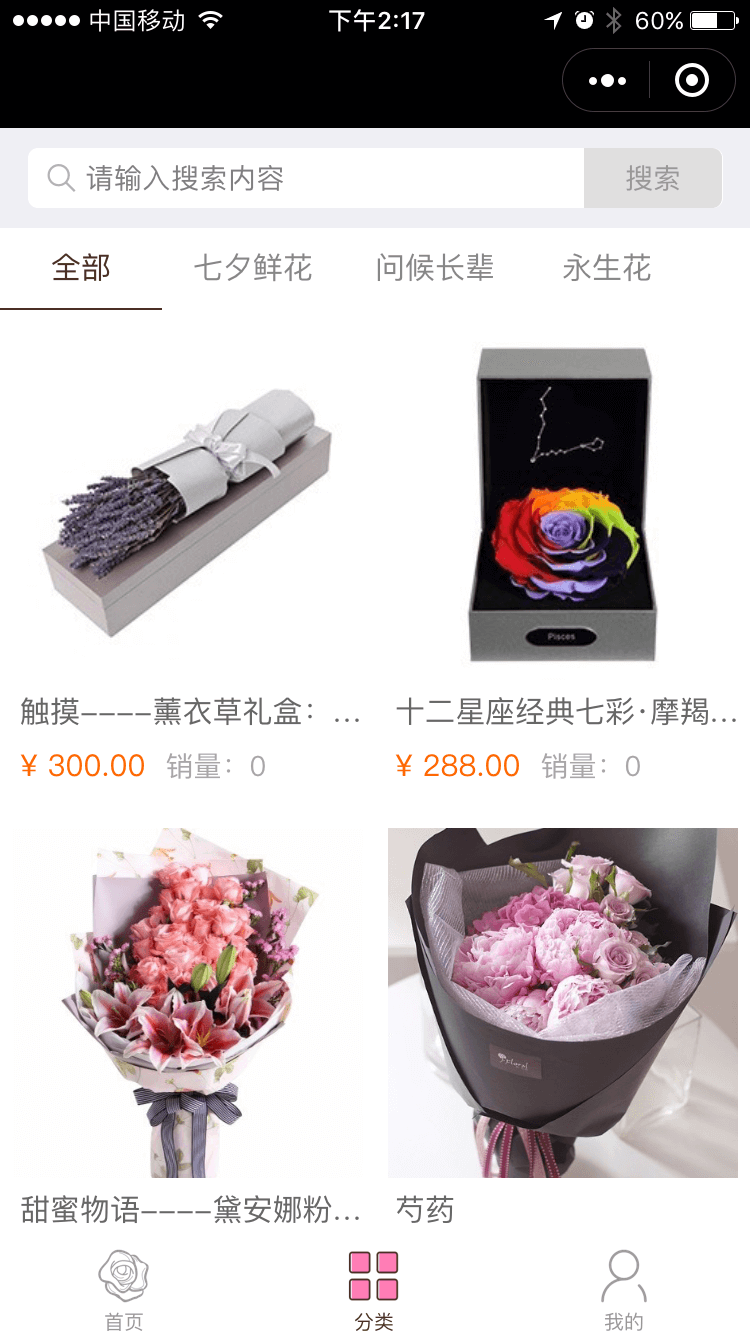 中国移动 下午2:17 60%
请输入搜索内容 搜索
全部 七夕鲜花 问候长辈 永生花
Pisces
触摸----薰衣草礼盒：... 十二星座经典七彩·摩羯...
¥ 300.00 销量：0 ¥ 288.00 销量：0
甜蜜物语----黛安娜粉... 芍药
首页 分类 我的